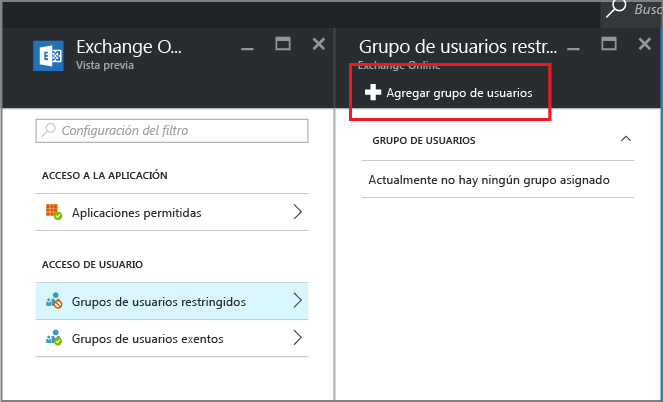 Busc
Exchange O...
Vista previa
Configuración del filtro
ACCESO A LA APLICACIÓN
Aplicaciones permitidas
ACCESO DE USUARIO
Grupos de usuarios restringidos
Grupos de usuarios exentos
Grupo de usuarios restr...
Exchange Online
Agregar grupo de usuarios
GRUPO DE USUARIOS
Actualmente no hay ningún grupo asignado